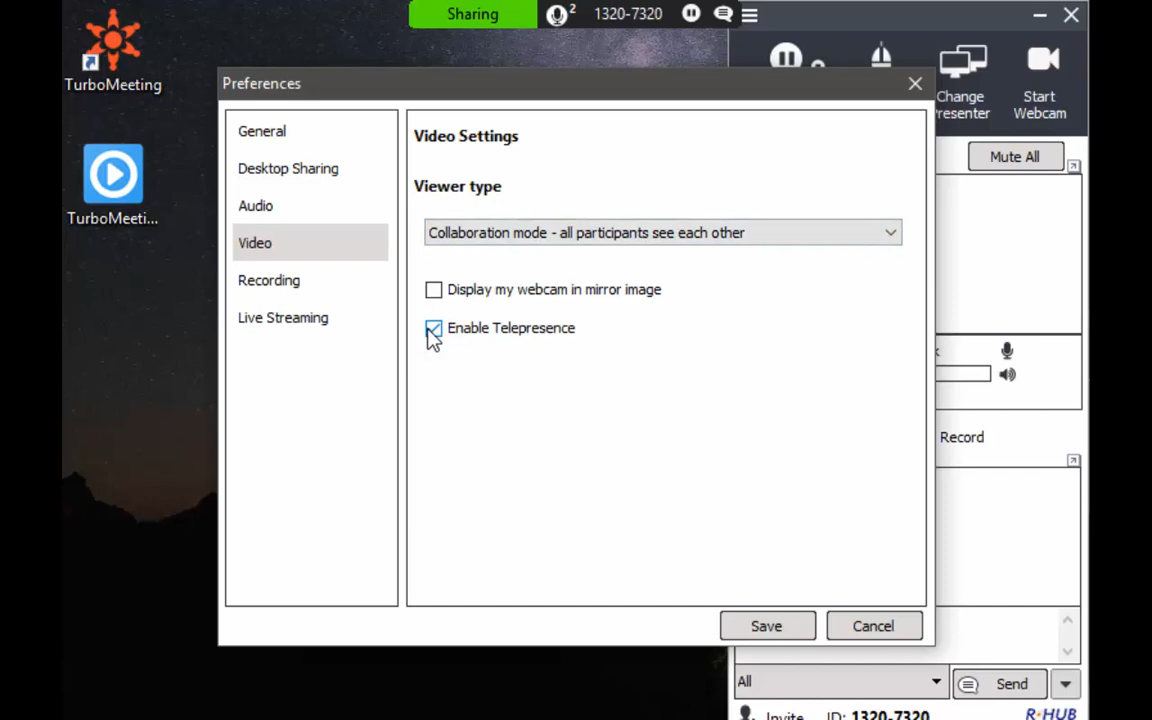 Sharing
2
1320-7320
TurboMeeting
TurboMeeti...
Preferences
General
Desktop Sharing
Audio
Video
Recording
Live Streaming
Video Settings
Viewer type
Collaboration mode - all participants see each other
Display my webcam in mirror image
Enable Telepresence
Save
Cancel
Change
Presenter
Start
Webcam
Mute All
Record
All
Send
Invite
ID: 1320-7320
R-HUB